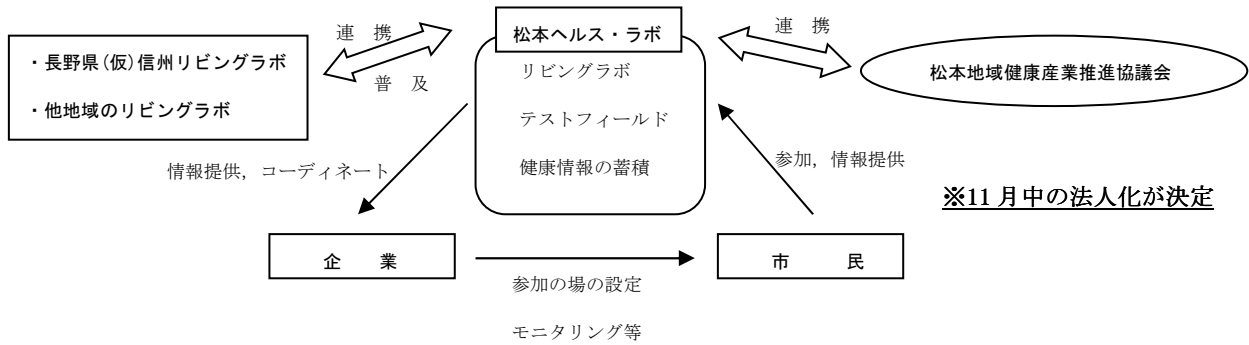 連 携
松本ヘルス・ラボ
連 携
・長野県(仮)信州リビングラボ
・他地域のリビングラボ
普 及
リビングラボ
テストフィールド
健康情報の蓄積
松本地域健康産業推進協議会
情報提供，コーディネート
参加，情報提供
※11 月中の法人化が決定
企 業
市 民
参加の場の設定
モニタリング等